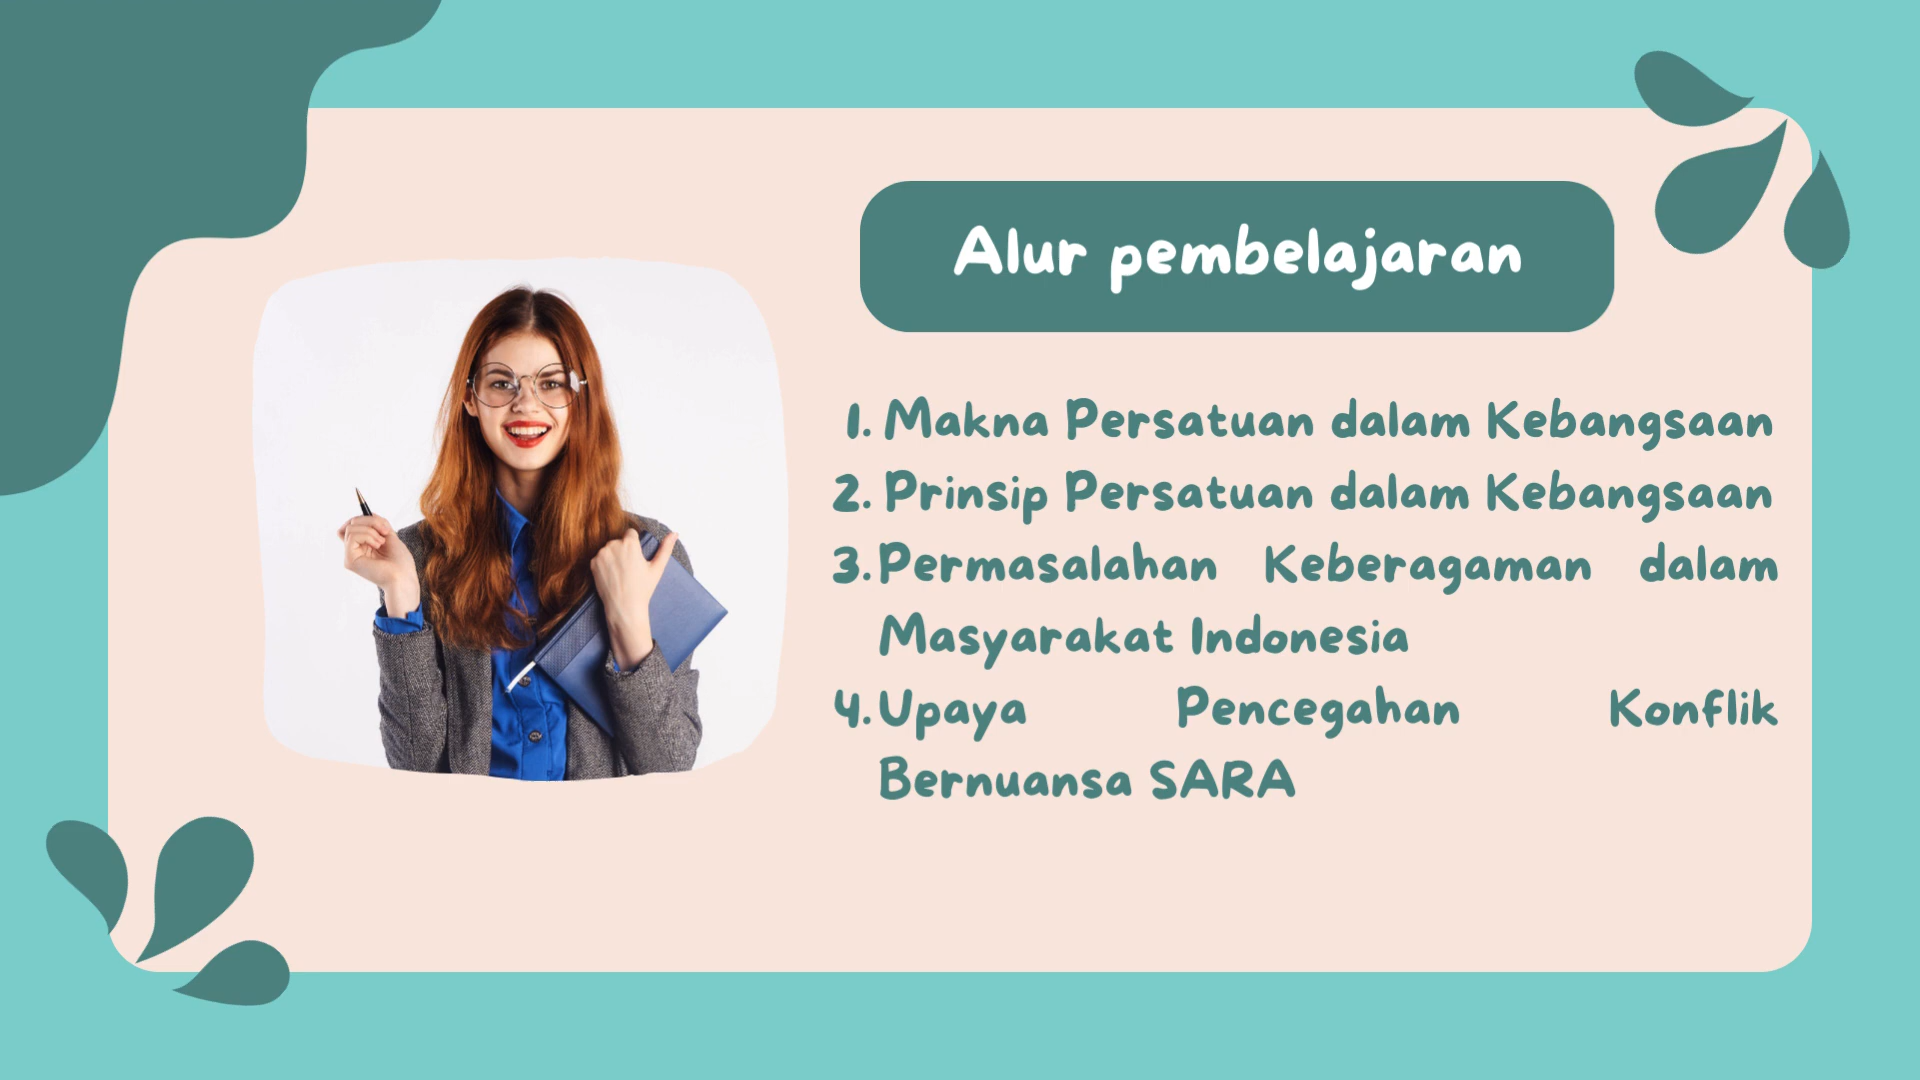 Alur pembelajaran
1. Makna Persatuan dalam Kebangsaan
2. Prinsip Persatuan dalam Kebangsaan
3. Permasalahan Keberagaman dalam
Masyarakat Indonesia
4. Upaya Pencegahan Konflik
Bernuansa SARA